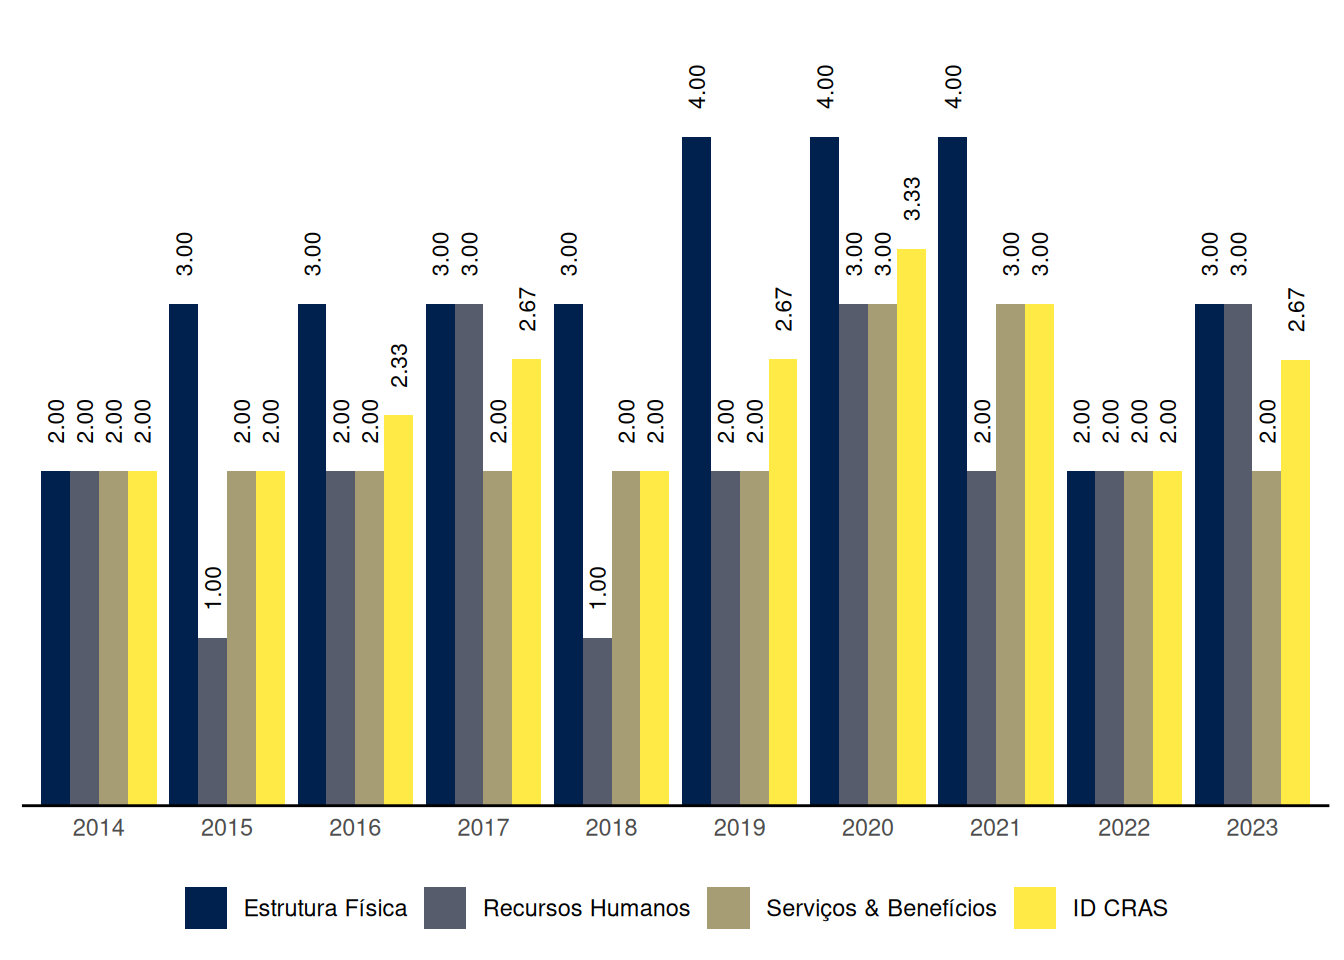 4.00 4.00 4.00
3.33
3.00 3.00 3.00 3.00 3.00 3.00 3.00 3.00 3.00 3.00 3.00
2.67 2.67 2.67
2.33
2.00 2.00 2.00 2.00 2.00 2.00 2.00 2.00 2.00 2.00 2.00 2.00 2.00 2.00 2.00 2.00 2.00 2.00 2.00
1.00 1.00
2014 2015 2016 2017 2018 2019 2020 2021 2022 2023
Estrutura Física Recursos Humanos Serviços & Benefícios ID CRAS